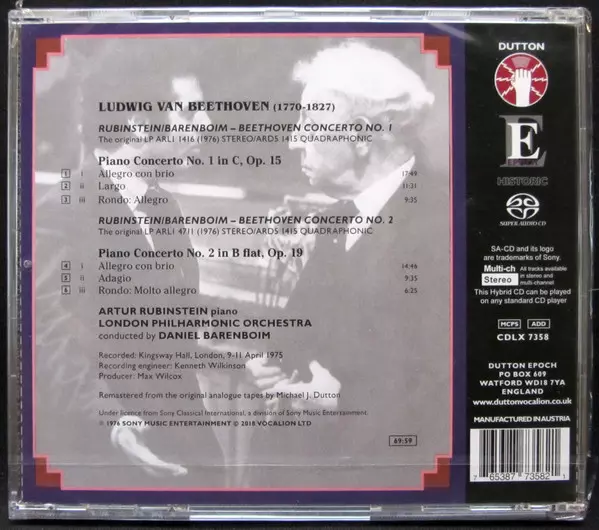 LUDWIG VAN BEETHOVEN (1770-1827)
RUBINSTEIN/BARENBOIM – BEETHOVEN CONCERTO NO. 1
The original LP ARL1 1416 (1976) STEREO/ARD5 1415 QUADRAPHONIC
Piano Concerto No. 1 in C, Op. 15
1 i Allegro con brio 17:49
2 ii Largo 11:21
3 iii Rondo: Allegro 9:35
RUBINSTEIN/BARENBOIM – BEETHOVEN CONCERTO NO. 2
The original LP ARL1 4711 (1976) STEREO/ARD5 1415 QUADRAPHONIC
Piano Concerto No. 2 in B flat, Op. 19
4 i Allegro con brio 14:46
5 ii Adagio 9:35
6 iii Rondo: Molto allegro 6:25
ARTUR RUBINSTEIN piano
LONDON PHILHARMONIC ORCHESTRA
conducted by DANIEL BARENBOIM
Recorded: Kingsway Hall, London, 9-11 April 1975
Recording engineer: Kenneth Wilkinson
Producer: Max Wilcox
Remastered from the original analogue tapes by Michael J. Dutton
Under licence from Sony Classical International, a division of Sony Music Entertainment.
℗ 1976 SONY MUSIC ENTERTAINMENT © 2018 VOCALION LTD
69:59
DUTTON
E
EPOCH
HISTORIC
SUPER AUDIO CD
SA-CD and its logo
are trademarks of Sony.
Multi-ch
Stereo
All tracks available
in stereo and
multi-channel
This Hybrid CD can be played
on any standard CD player
MCPS ADD
CDLX 7358
DUTTON EPOCH
PO BOX 609
WATFORD WD18 7YA
ENGLAND
www.duttonvocalion.co.uk
MANUFACTURED IN AUSTRIA
7 65387 73582 1